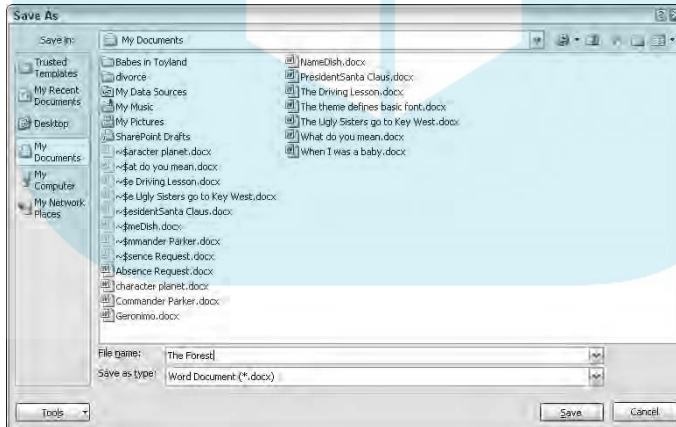 Save As
Save in:
My Documents
Trusted
Templates
My Recent
Documents
Desktop
My
Documents
My
Computer
My Network
Places
Babes in Toyland
divorce
My Data Sources
My Music
My Pictures
SharePoint Drafts
~$aracter planet.docx
~$at do you mean.docx
~$e Driving Lesson.docx
~$e Ugly Sisters go to Key West.docx
~$esidentSanta Claus.docx
~$meDish.docx
~$mmander Parker.docx
~$sence Request.docx
Absence Request.docx
character planet.docx
Commander Parker.docx
Geronimo.docx
NameDish.docx
PresidentSanta Claus.docx
The Driving Lesson.docx
The theme defines basic font.docx
The Ugly Sisters go to Key West.docx
What do you mean.docx
When I was a baby.docx
File name:
The Forest
Save as type:
Word Document (*.docx)
Tools
Save
Cancel